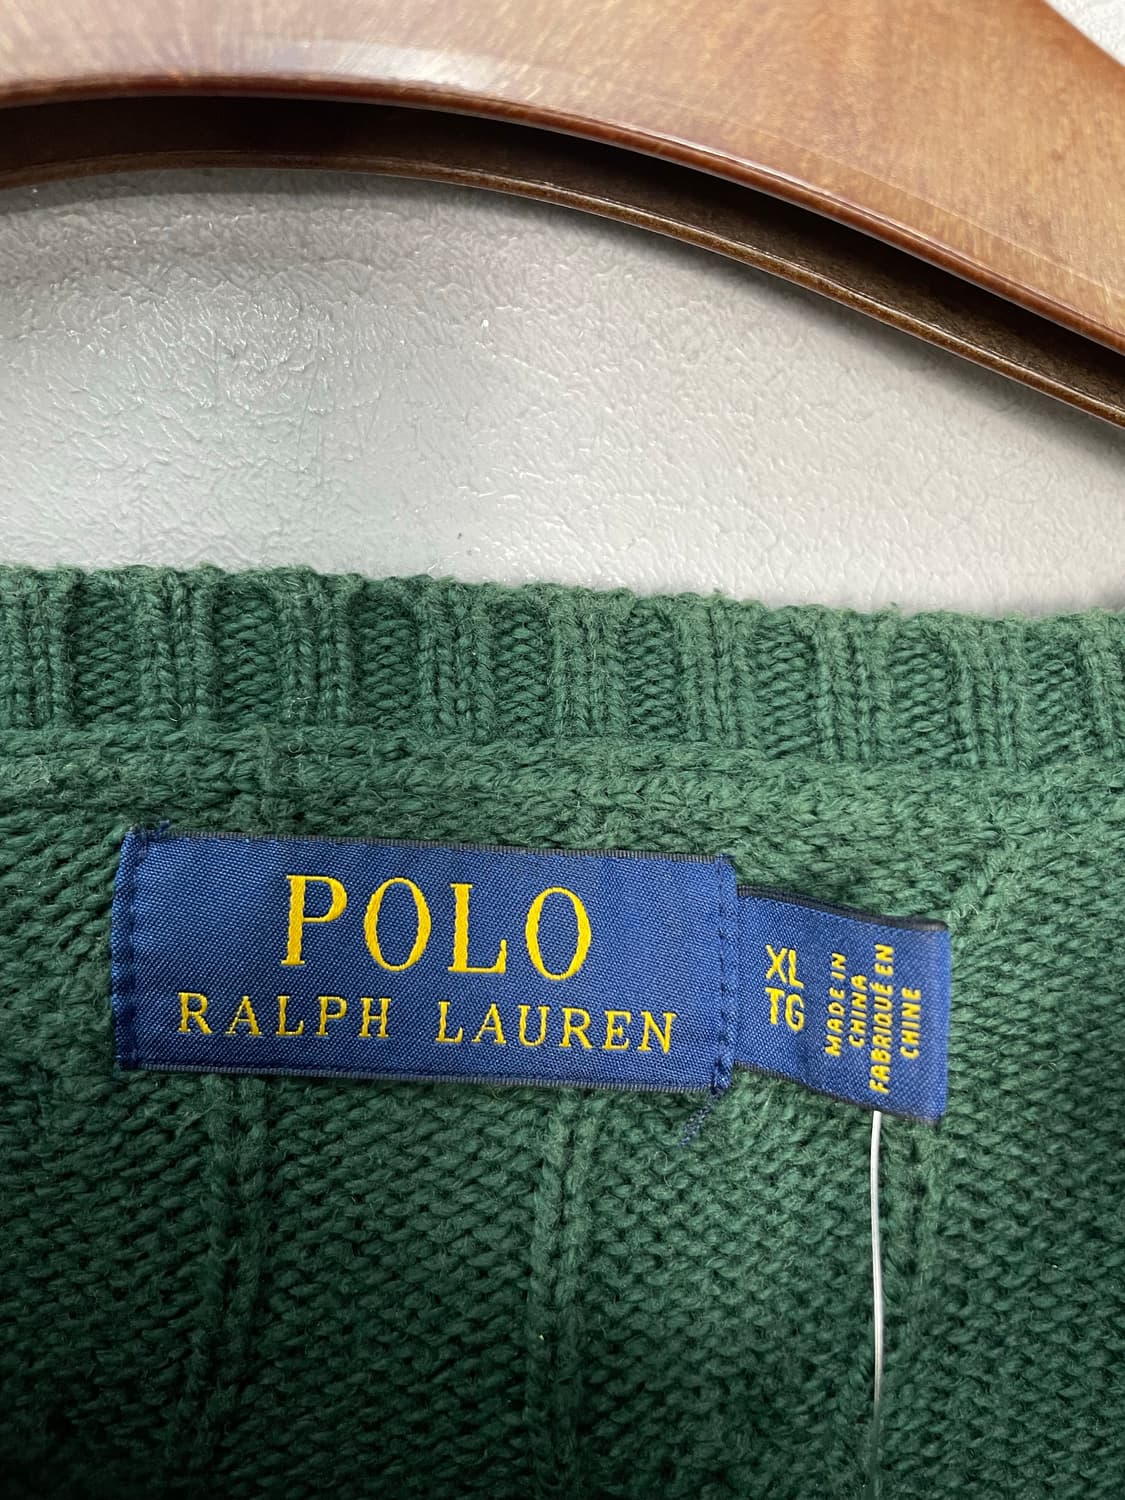 POLO
RALPH LAUREN
XL
TG
MADE IN
CHINA
FABRIQUÉ EN
CHINE